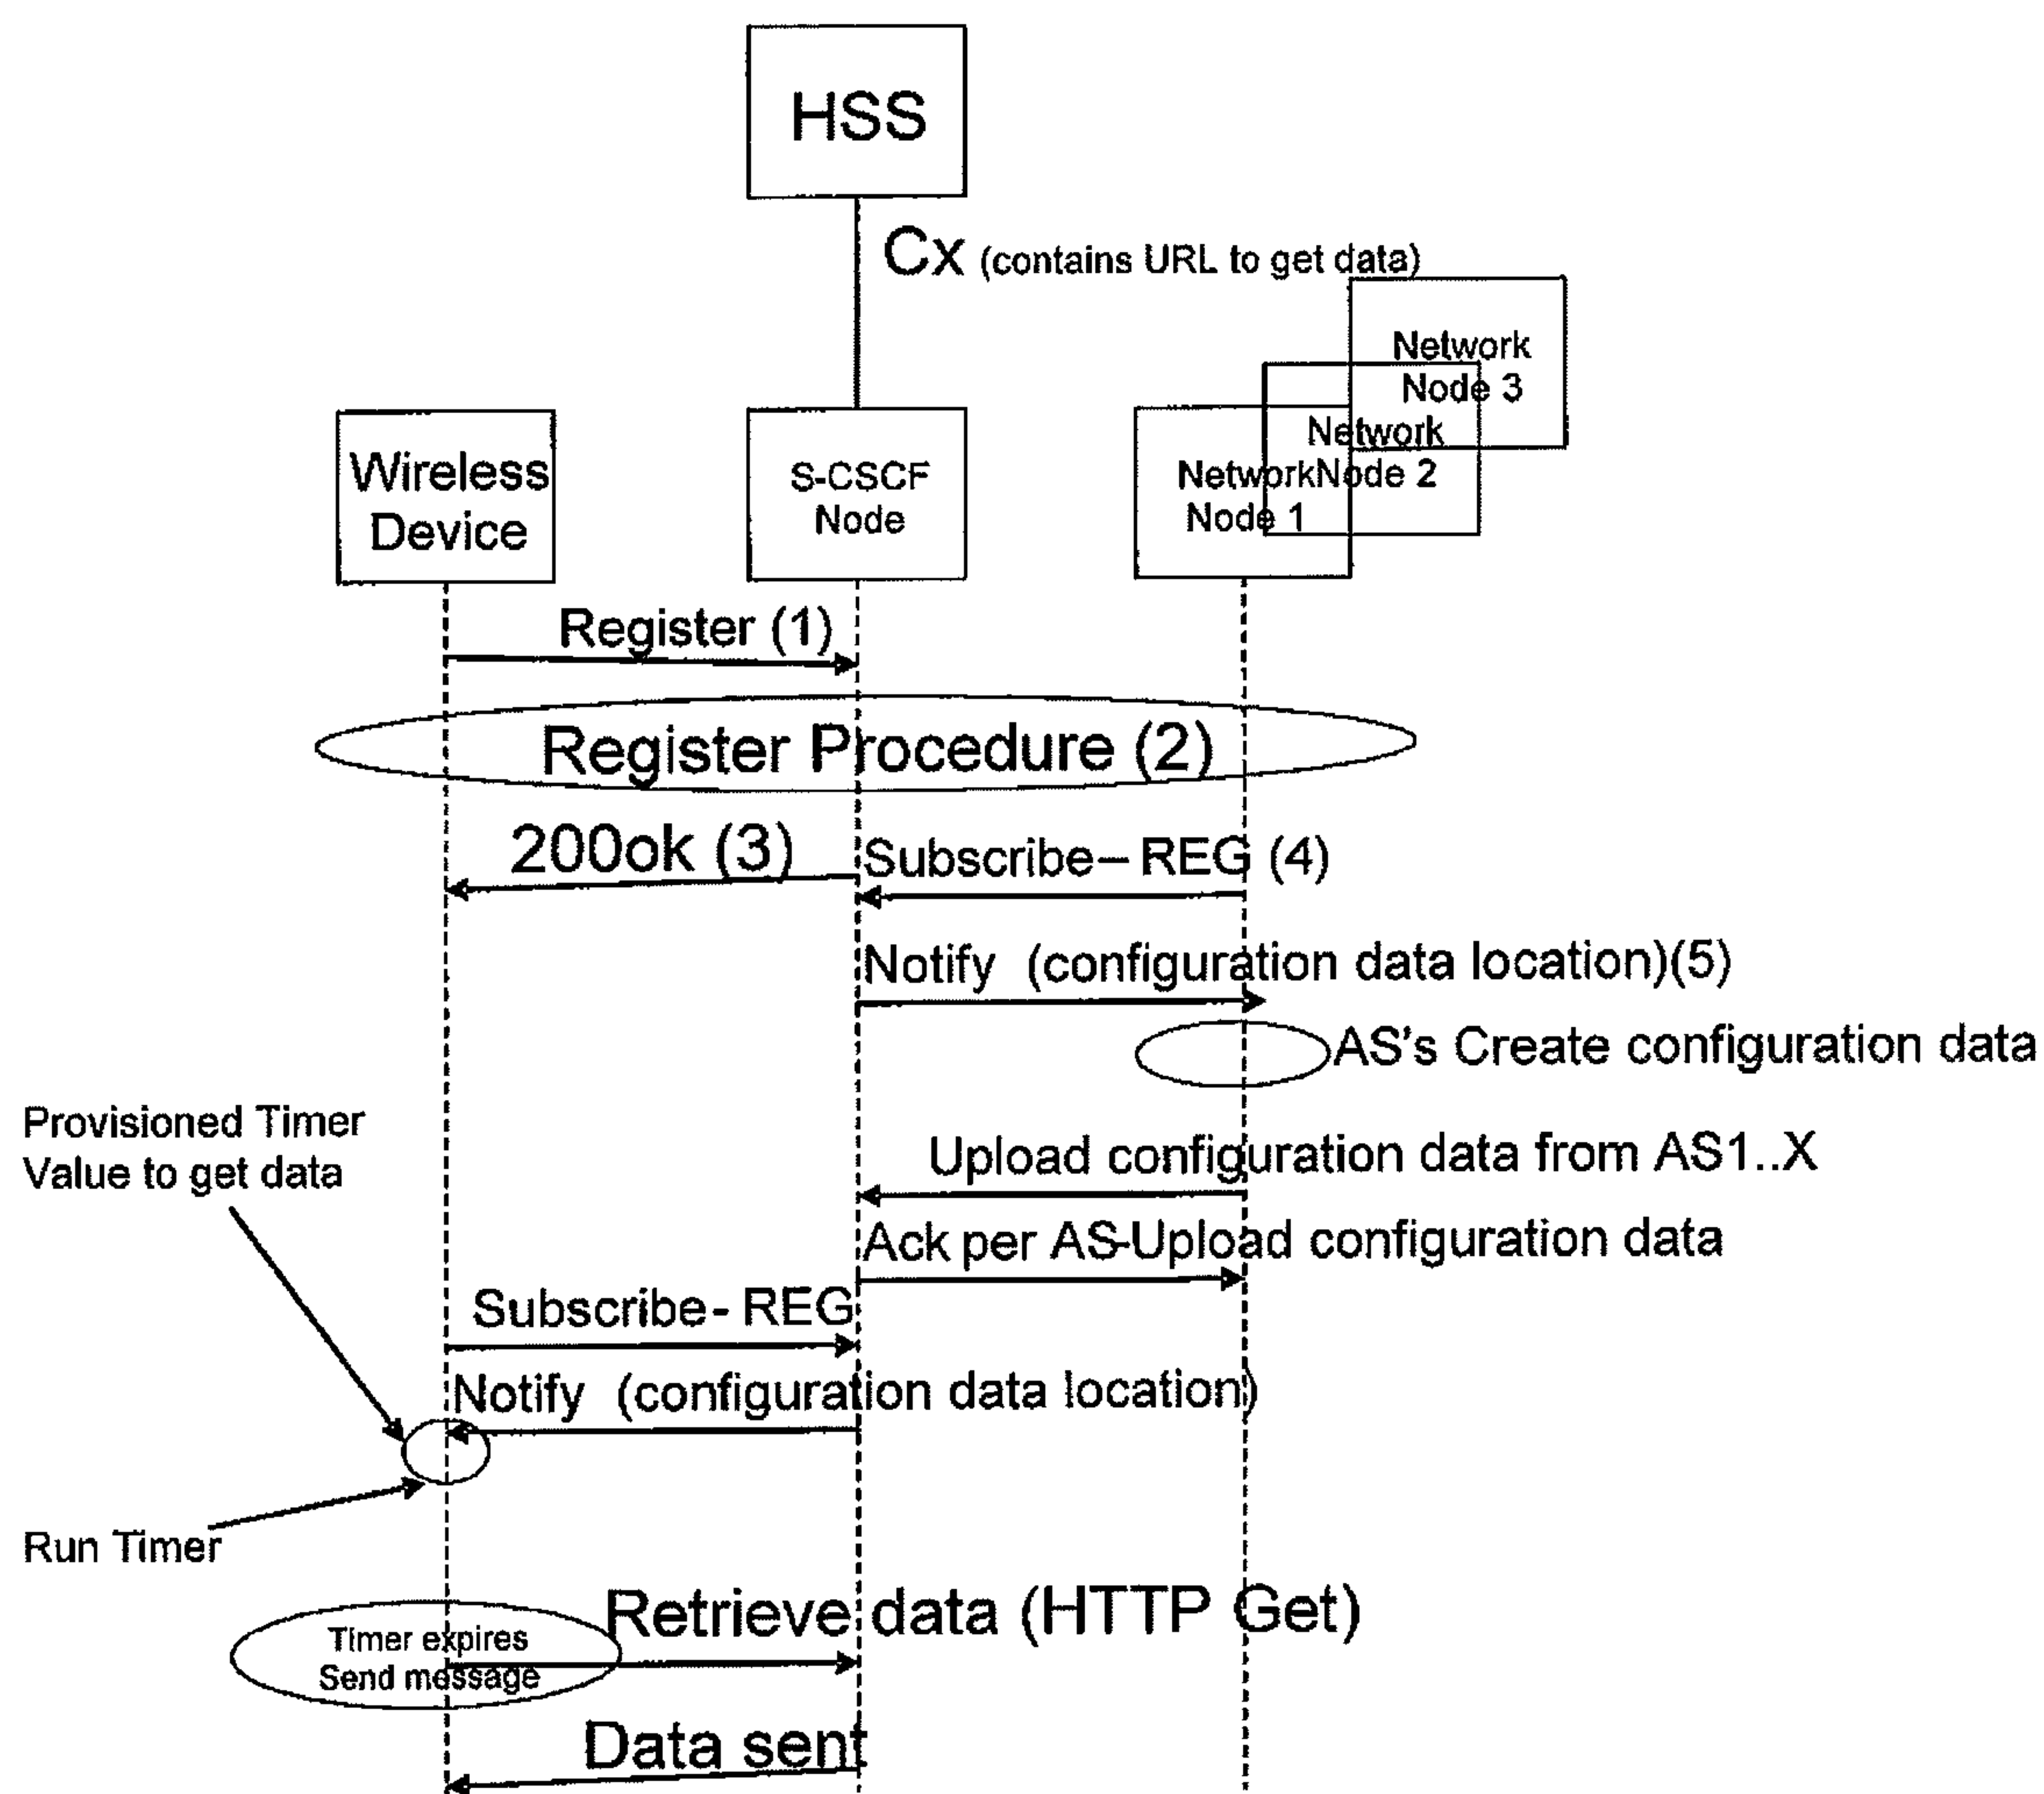 HSS
Cx (contains URL to get data)
Network
Node 3
Network
Node 2
Network
Node 1
Wireless
Device
S-CSCF
Node
Register (1)
Register Procedure (2)
200ok (3)
Subscribe– REG (4)
Notify (configuration data location)(5)
AS's Create configuration data
Provisioned Timer
Value to get data
Upload configuration data from AS1..X
Ack per AS-Upload configuration data
Subscribe- REG
Notify (configuration data location)
Run Timer
Retrieve data (HTTP Get)
Timer expires
Send message
Data sent